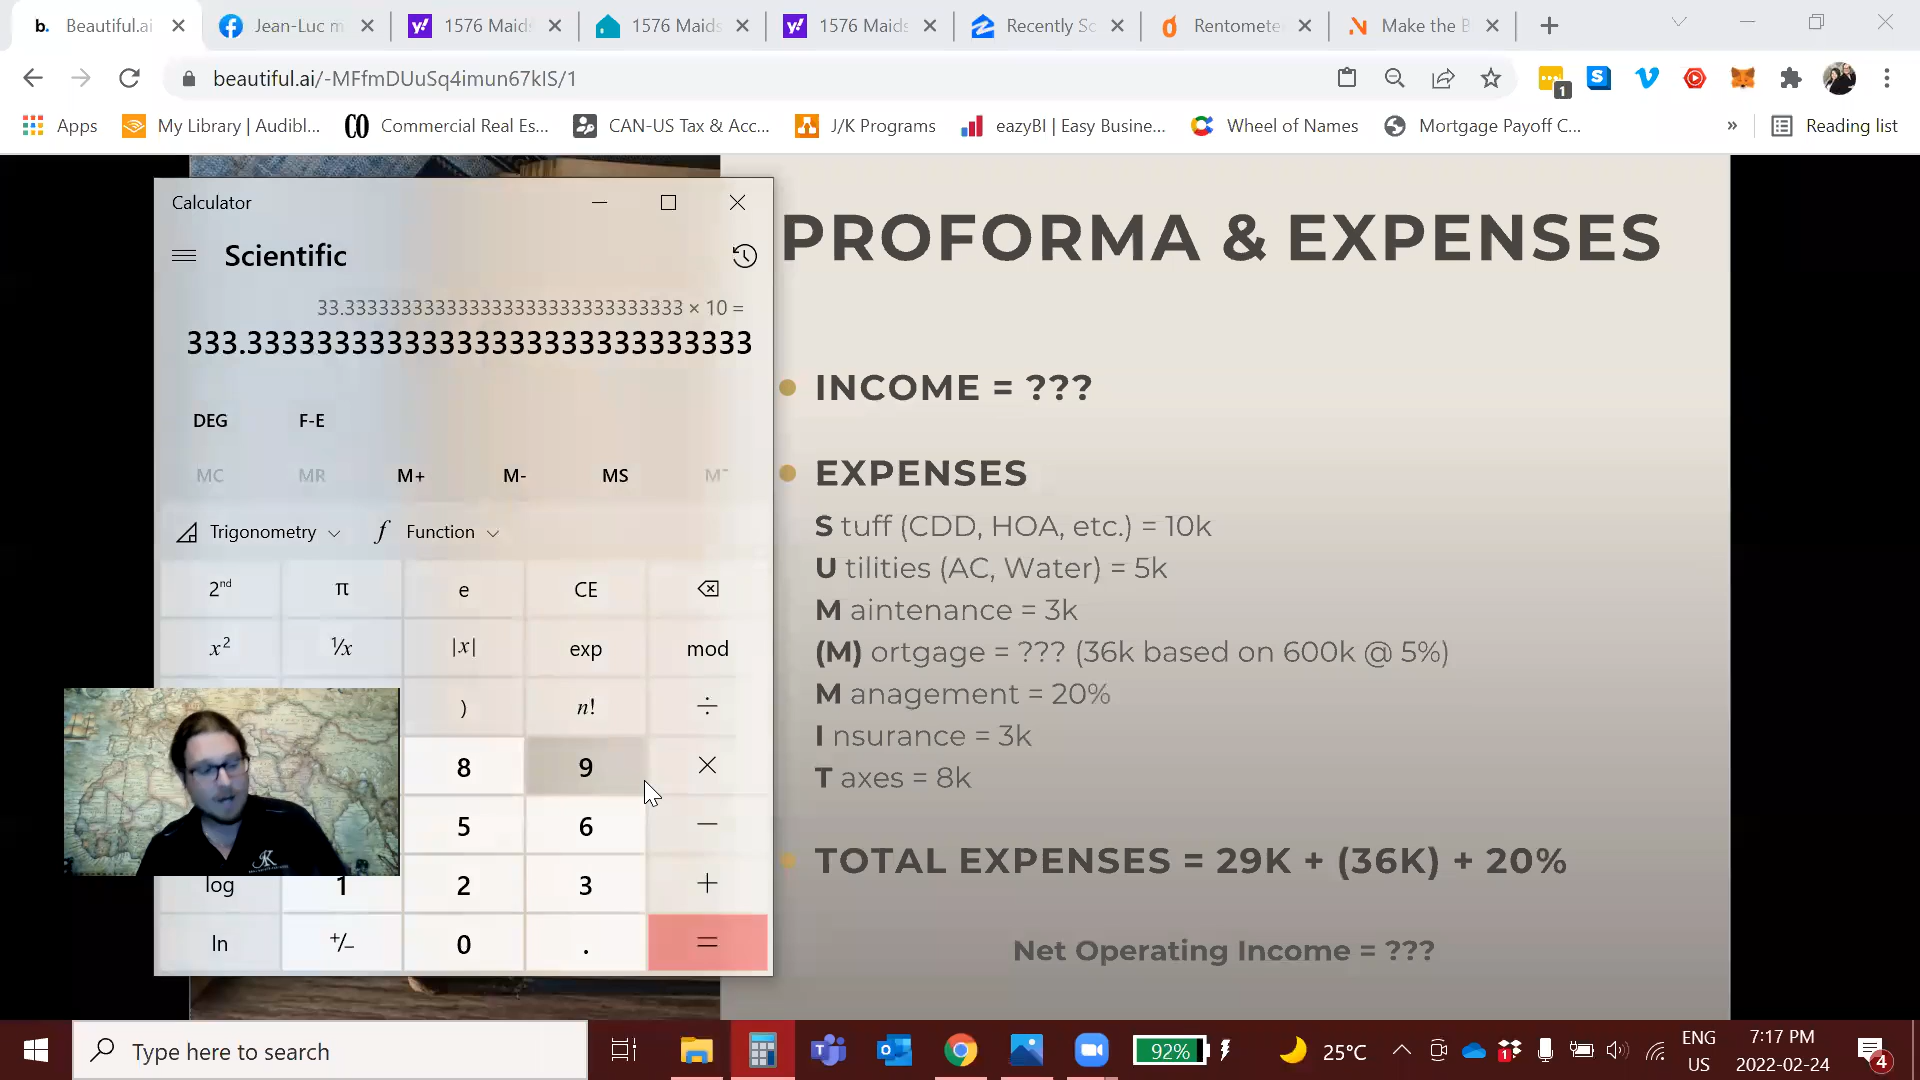 b. Beautiful.ai
Jean-Luc m
1576 Maids
1576 Maids
1576 Maids
Recently So
Rentomete
Make the B
beautiful.ai/-MFfmDUuSq4imun67kIS/1
1
Apps
My Library | Audibl...
Commercial Real Es...
CAN-US Tax & Acc...
J/K Programs
eazyBI | Easy Busine...
Wheel of Names
Mortgage Payoff C...
»
Reading list
Calculator
Scientific
33.33333333333333333333333333333 × 10 =
DEG
F-E
MC
MR
M+
M-
MS
Trigonometry
Function
2nd
π
e
CE
x2
1/x
|x|
exp
mod
)
n!
÷
8
9
×
5
6
−
log
1
2
3
+
ln
+/−
0
.
=
PROFORMA & EXPENSES
INCOME = ???
EXPENSES
S tuff (CDD, HOA, etc.) = 10k
U tilities (AC, Water) = 5k
M aintenance = 3k
(M) ortgage = ??? (36k based on 600k @ 5%)
M anagement = 20%
I nsurance = 3k
T axes = 8k
TOTAL EXPENSES = 29K + (36K) + 20%
Net Operating Income = ???
Type here to search
92%
25°C
1
ENG
US
7:17 PM
2022-02-24
4